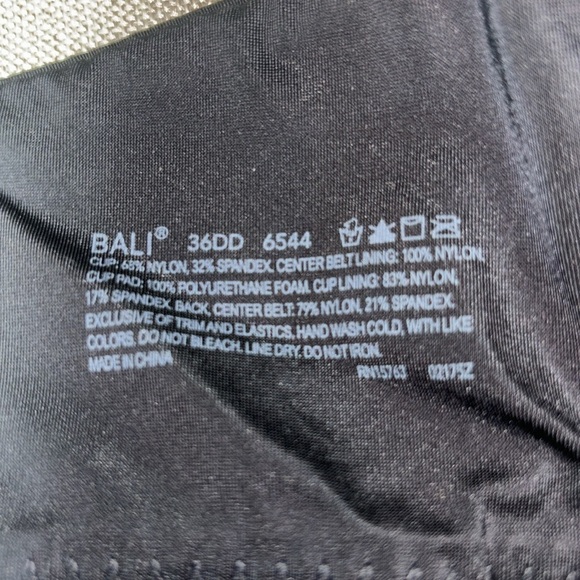 BALI® 36DD 6544
CUP: 68% NYLON, 32% SPANDEX. CENTER BELT LINING: 100% NYLON.
CUP PAD: 100% POLYURETHANE FOAM. CUP LINING: 83% NYLON,
17% SPANDEX. BACK, CENTER BELT: 79% NYLON, 21% SPANDEX.
EXCLUSIVE OF TRIM AND ELASTICS. HAND WASH COLD, WITH LIKE
COLORS. DO NOT BLEACH. LINE DRY. DO NOT IRON.
MADE IN CHINA RN15763 02175Z